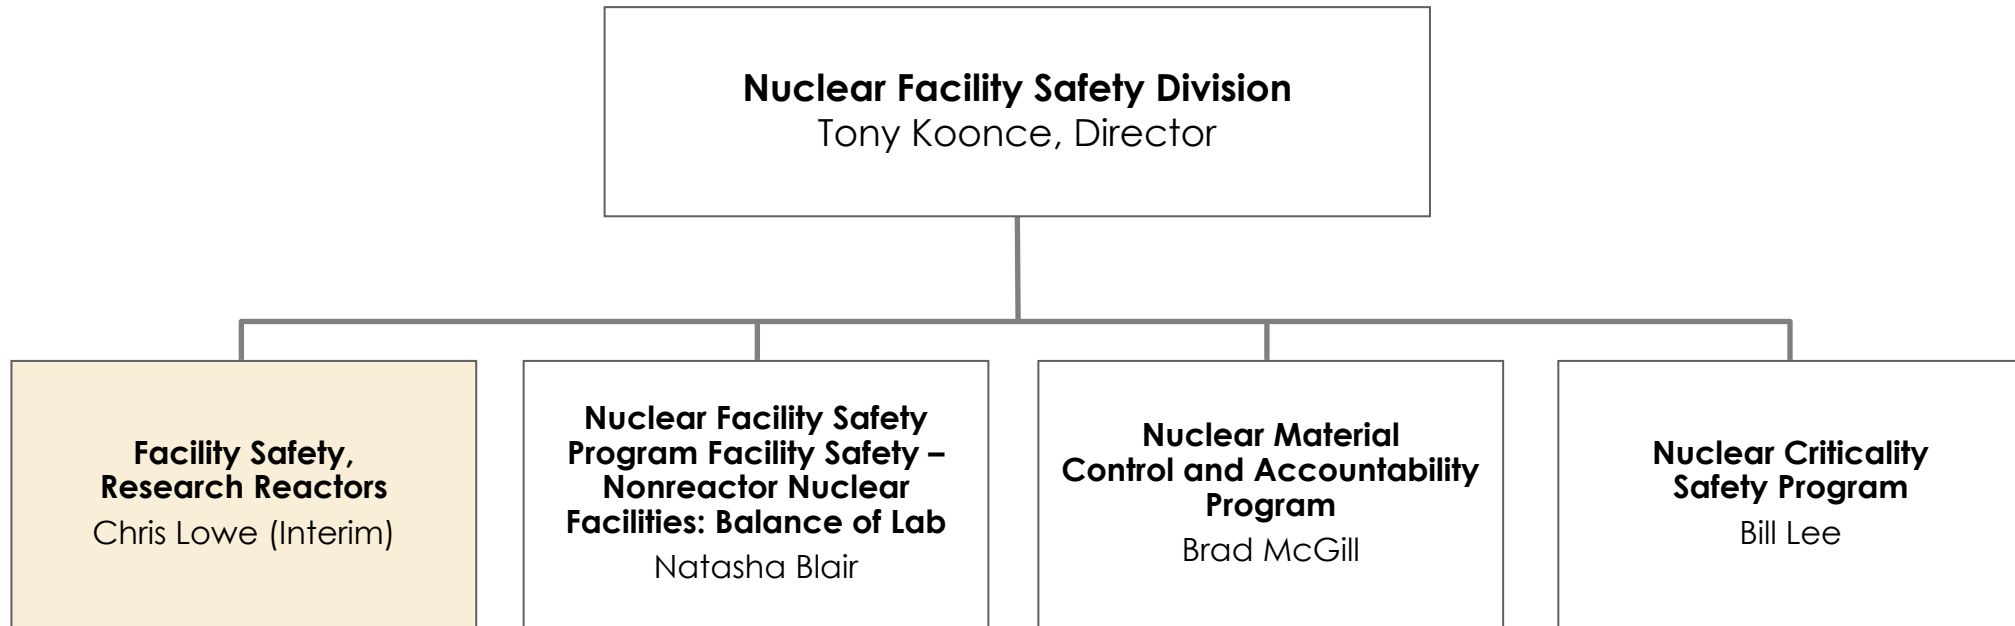 Nuclear Facility Safety Division
Tony Koonce, Director
Facility Safety,
Research Reactors
Chris Lowe (Interim)
Nuclear Facility Safety
Program Facility Safety –
Nonreactor Nuclear
Facilities: Balance of Lab
Natasha Blair
Nuclear Material
Control and Accountability
Program
Brad McGill
Nuclear Criticality
Safety Program
Bill Lee